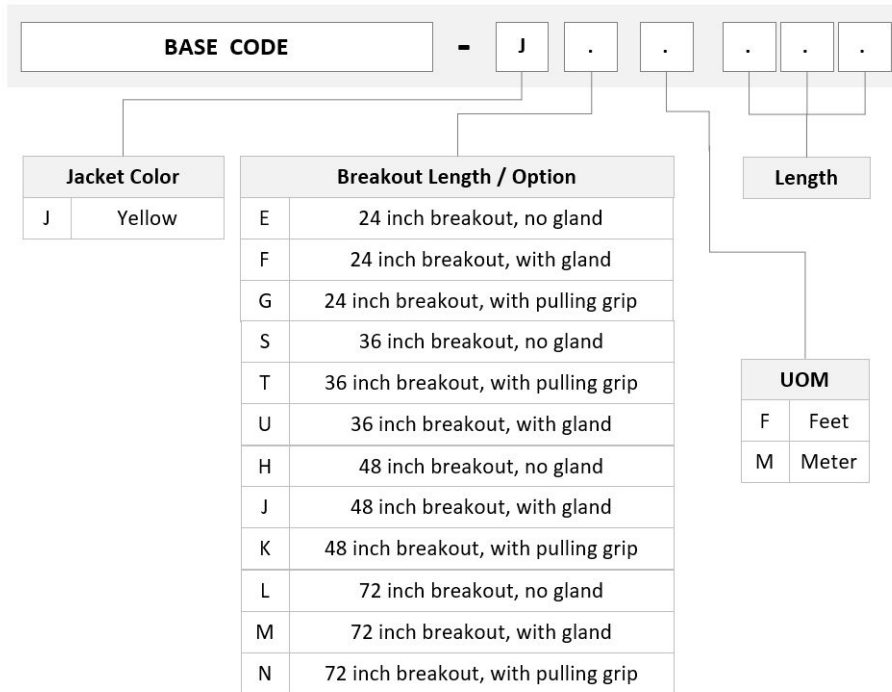 BASE CODE - J . . . . .
Jacket Color
J Yellow
Breakout Length / Option
E 24 inch breakout, no gland
F 24 inch breakout, with gland
G 24 inch breakout, with pulling grip
S 36 inch breakout, no gland
T 36 inch breakout, with pulling grip
U 36 inch breakout, with gland
H 48 inch breakout, no gland
J 48 inch breakout, with gland
K 48 inch breakout, with pulling grip
L 72 inch breakout, no gland
M 72 inch breakout, with gland
N 72 inch breakout, with pulling grip
Length
UOM
F Feet
M Meter